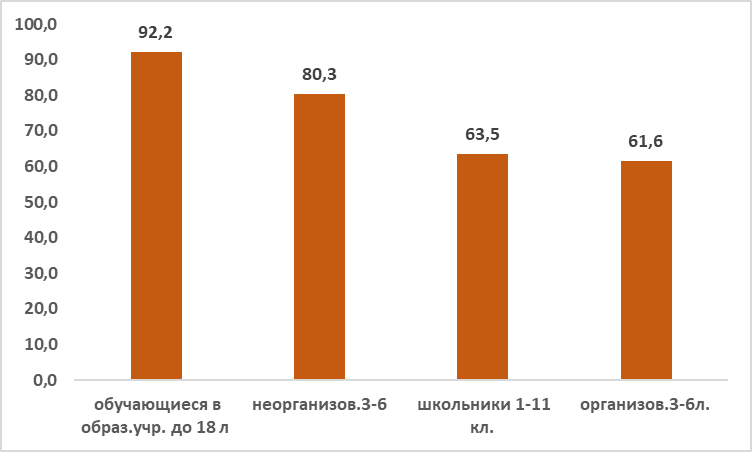 100,0
90,0
80,0
70,0
60,0
50,0
40,0
30,0
20,0
10,0
0,0
92,2
80,3
63,5
61,6
обучающиеся в
образ.учр. до 18 л
неорганизов.3-6
школьники 1-11
кл.
организов.3-6л.